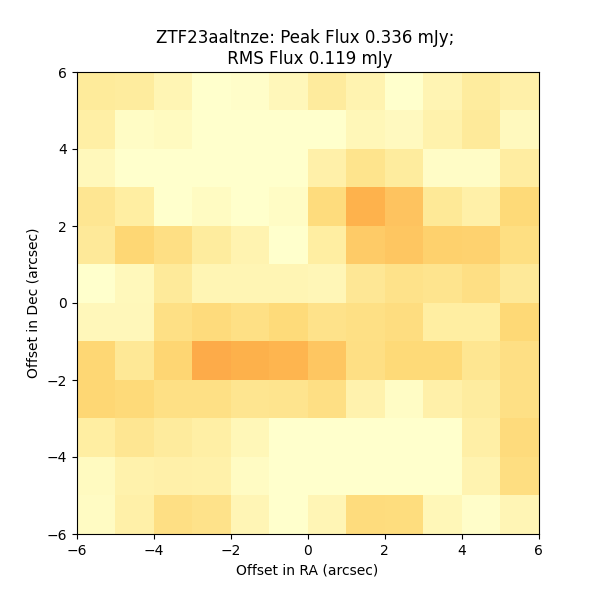 ZTF23aaltnze: Peak Flux 0.336 mJy;
RMS Flux 0.119 mJy
6
4
2
0
−2
−4
−6
Offset in Dec (arcsec)
−6 −4 −2 0 2 4 6
Offset in RA (arcsec)